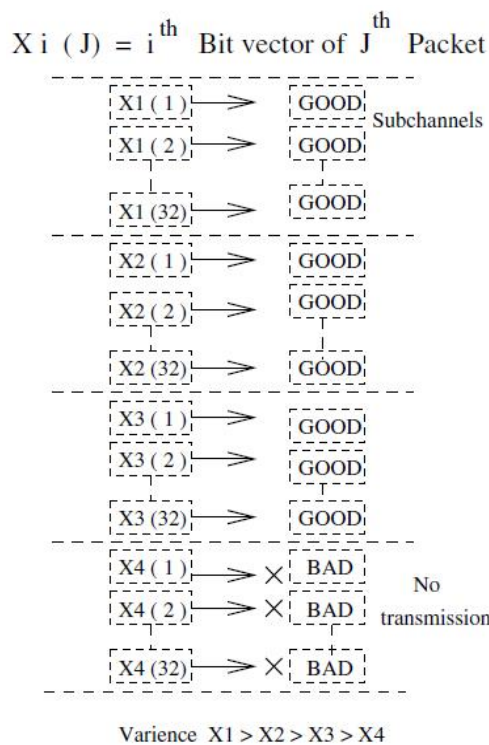 X i ( J ) = i th Bit vector of J th Packet
X1 ( 1 ) GOOD
Subchannels
X1 ( 2 ) GOOD
X1 (32) GOOD
X2 ( 1 ) GOOD
X2 ( 2 ) GOOD
X2 (32) GOOD
X3 ( 1 ) GOOD
X3 ( 2 ) GOOD
X3 (32) GOOD
X4 ( 1 ) × BAD
No
X4 ( 2 ) × BAD
transmission
X4 (32) × BAD
Varience X1 > X2 > X3 > X4